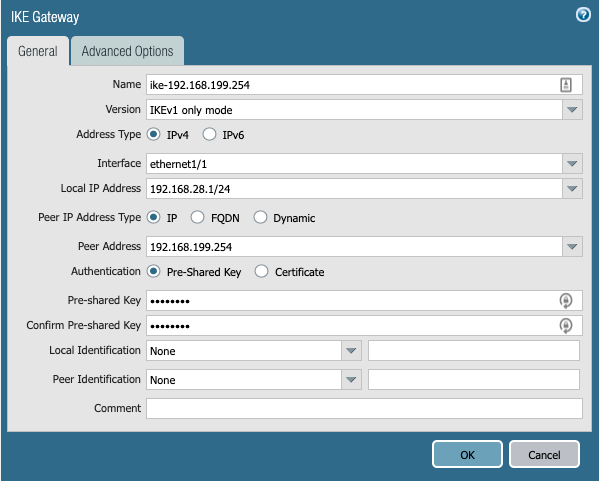 IKE Gateway
General Advanced Options
Name ike-192.168.199.254
Version IKEv1 only mode
Address Type IPv4 IPv6
Interface ethernet1/1
Local IP Address 192.168.28.1/24
Peer IP Address Type IP FQDN Dynamic
Peer Address 192.168.199.254
Authentication Pre-Shared Key Certificate
Pre-shared Key ••••••••
Confirm Pre-shared Key ••••••••
Local Identification None
Peer Identification None
Comment
OK Cancel